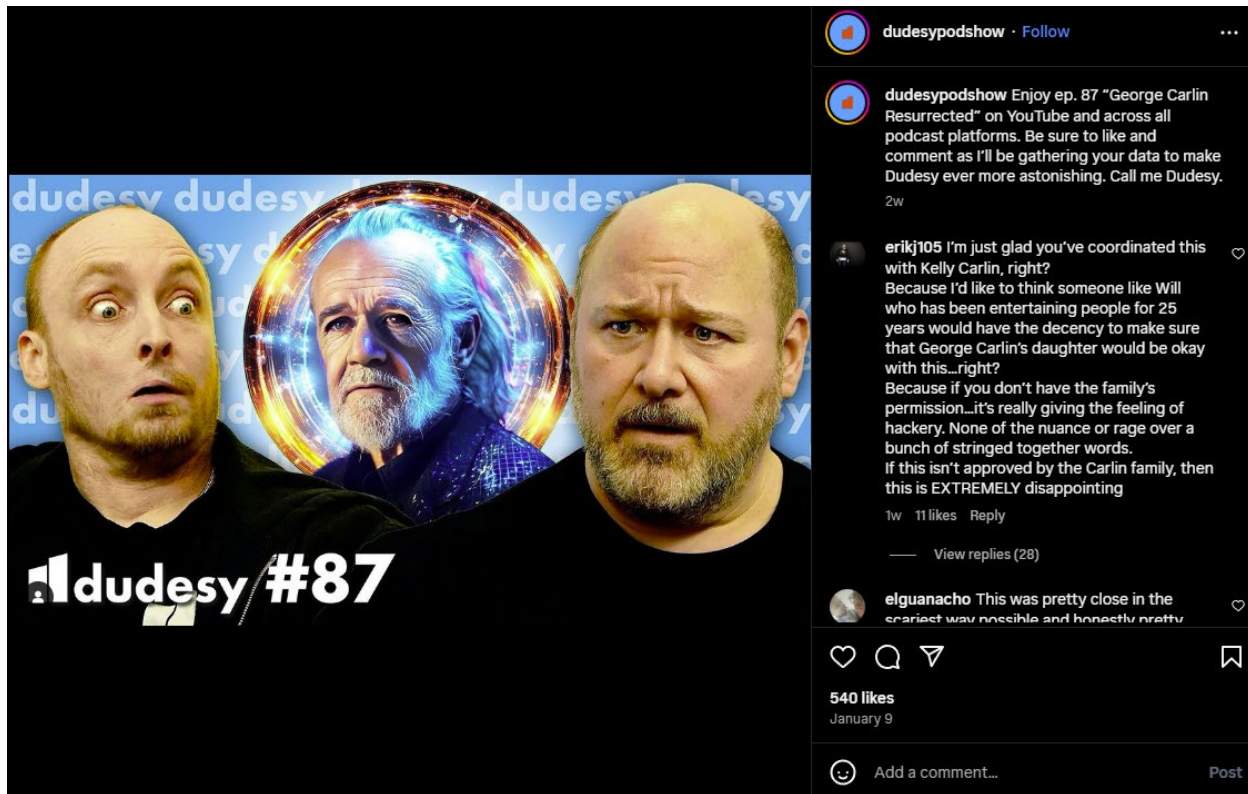 dudesypodshow · Follow
dudesypodshow Enjoy ep. 87 “George Carlin
Resurrected” on YouTube and across all
podcast platforms. Be sure to like and
comment as I’ll be gathering your data to make
Dudesy ever more astonishing. Call me Dudesy.
2w
erikj105 I’m just glad you’ve coordinated this
with Kelly Carlin, right?
Because I’d like to think someone like Will
who has been entertaining people for 25
years would have the decency to make sure
that George Carlin’s daughter would be okay
with this...right?
Because if you don’t have the family’s
permission...it’s really giving the feeling of
hackery. None of the nuance or rage over a
bunch of stringed together words.
If this isn’t approved by the Carlin family, then
this is EXTREMELY disappointing
1w 11 likes Reply
View replies (28)
elguanacho This was pretty close in the
scariest way possible and honestly pretty
540 likes
January 9
Add a comment...
Post
dudesy dudesy dudesy
dudesy #87